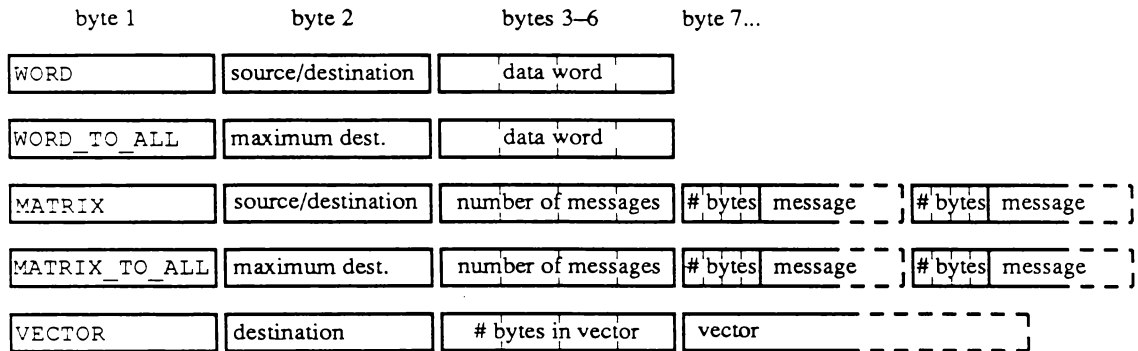 byte 1 byte 2 bytes 3–6 byte 7...
WORD source/destination data word
WORD_TO_ALL maximum dest. data word
MATRIX source/destination number of messages # bytes message # bytes message
MATRIX_TO_ALL maximum dest. number of messages # bytes message # bytes message
VECTOR destination # bytes in vector vector